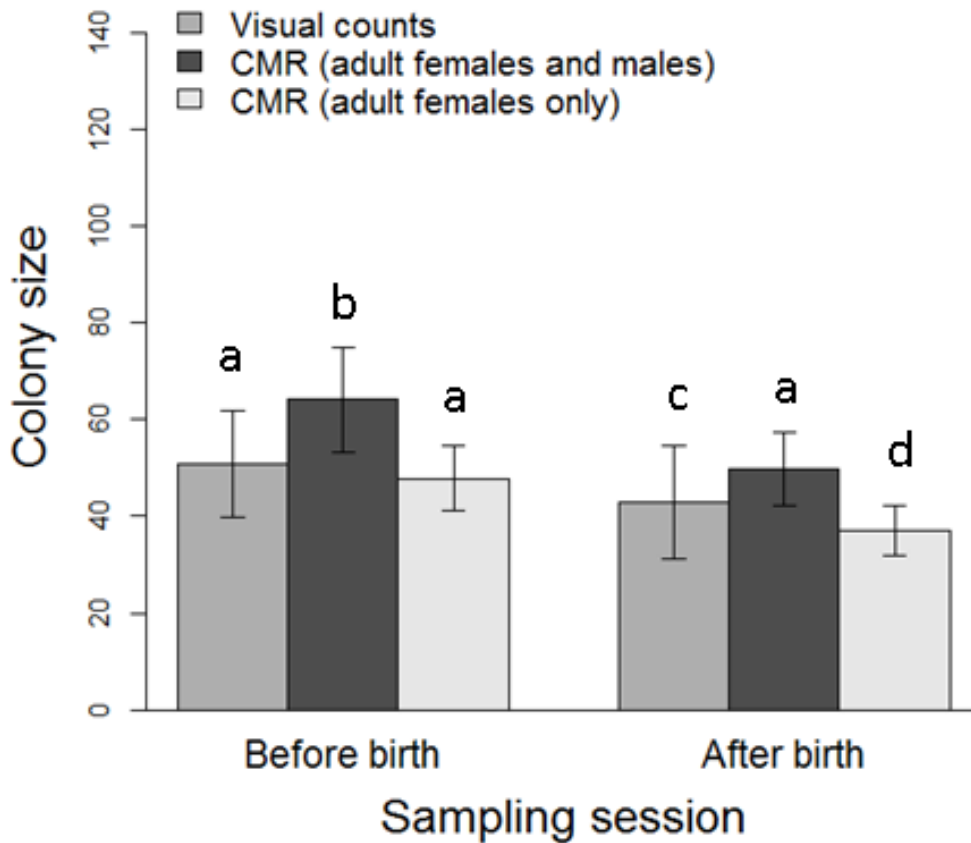 Visual counts
CMR (adult females and males)
CMR (adult females only)
Colony size
140
120
100
80
60
40
20
0
a
b
a
c
a
d
Before birth
After birth
Sampling session